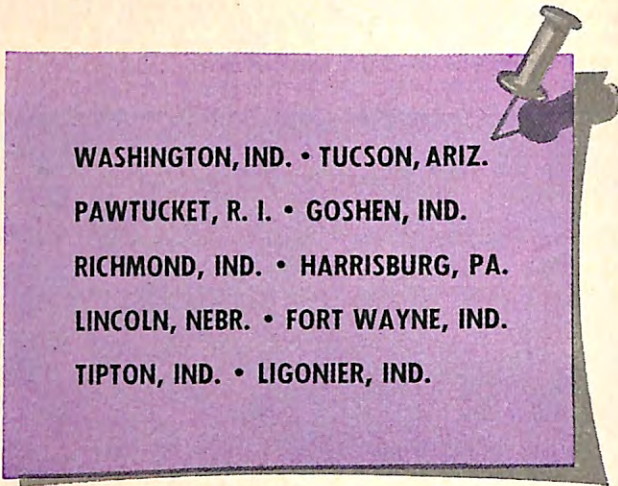 WASHINGTON, IND. • TUCSON, ARIZ.
PAWTUCKET, R. I. • GOSHEN, IND.
RICHMOND, IND. • HARRISBURG, PA.
LINCOLN, NEBR. • FORT WAYNE, IND.
TIPTON, IND. • LIGONIER, IND.